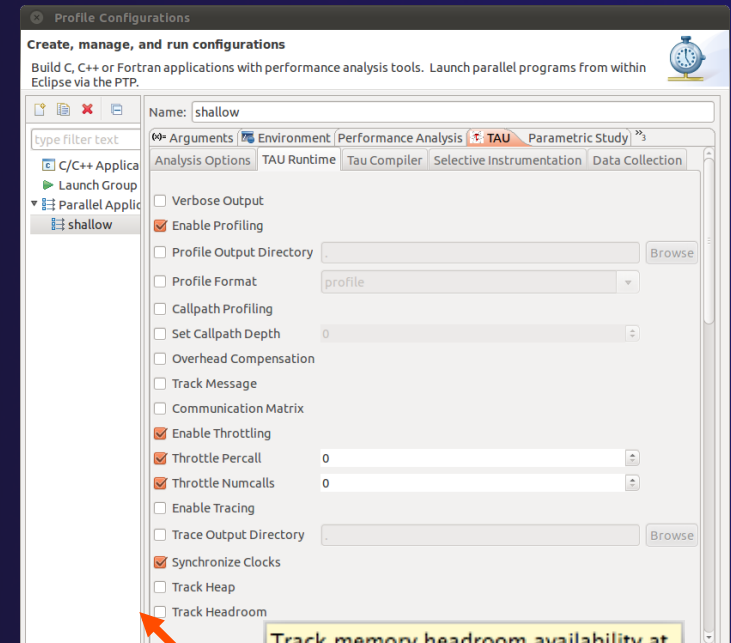 Profile Configurations
Create, manage, and run configurations
Build C, C++ or Fortran applications with performance analysis tools. Launch parallel programs from within
Eclipse via the PTP.
Name: shallow
type filter text
C/C++ Applica
Launch Group
Parallel Applic
shallow
(x)= Arguments Environment Performance Analysis TAU Parametric Study »3
Analysis Options TAU Runtime Tau Compiler Selective Instrumentation Data Collection
Verbose Output
Enable Profiling
Profile Output Directory . Browse
Profile Format profile
Callpath Profiling
Set Callpath Depth 0
Overhead Compensation
Track Message
Communication Matrix
Enable Throttling
Throttle Percall 0
Throttle Numcalls 0
Enable Tracing
Trace Output Directory . Browse
Synchronize Clocks
Track Heap
Track Headroom
Track memory headroom availability at